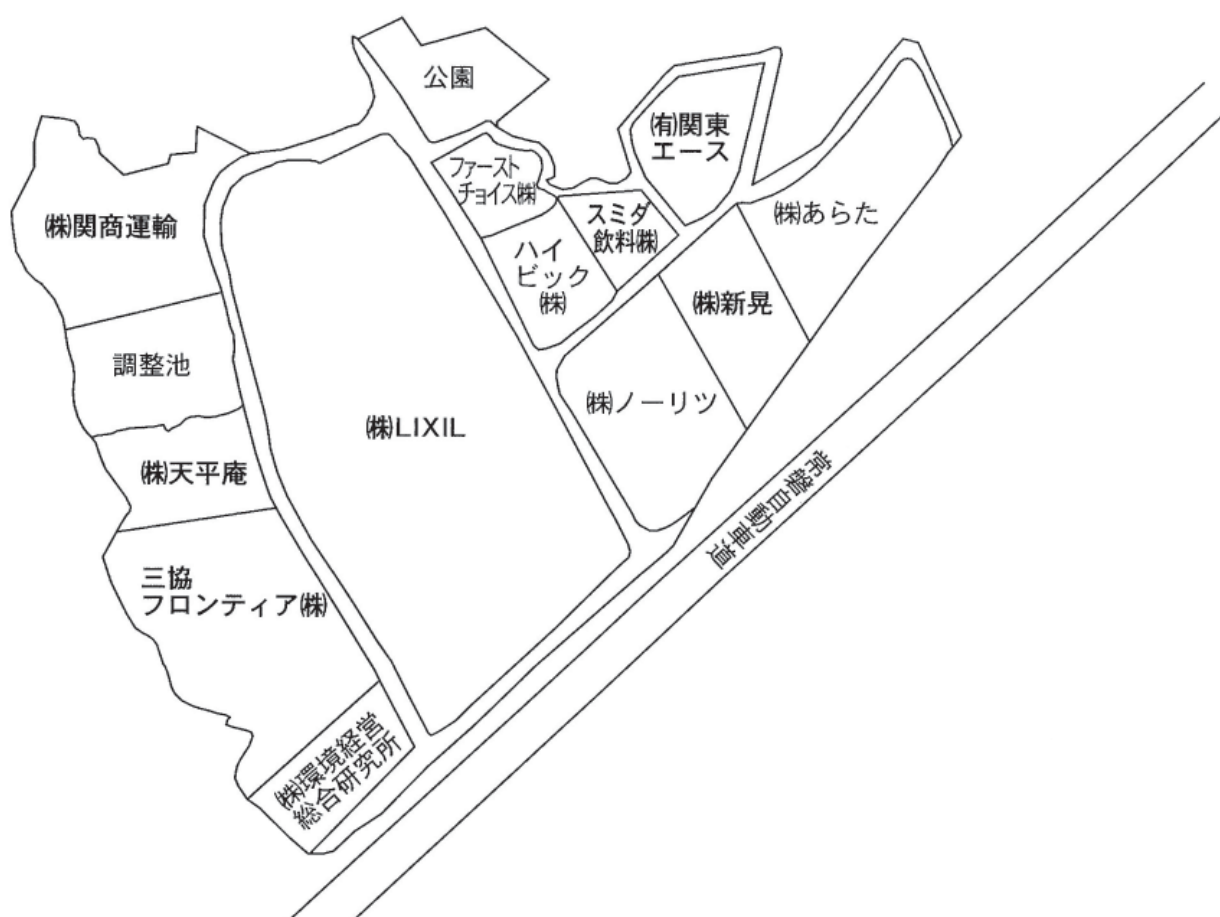 公園
㈲関東
エース
ファースト
チョイス㈱
スミダ
飲料㈱
㈱あらた
㈱関商運輸
ハイ
ビック
㈱
㈱新晃
調整池
㈱ノーリツ
㈱LIXIL
㈱天平庵
常磐自動車道
三協
フロンティア㈱
㈱環境経営
総合研究所